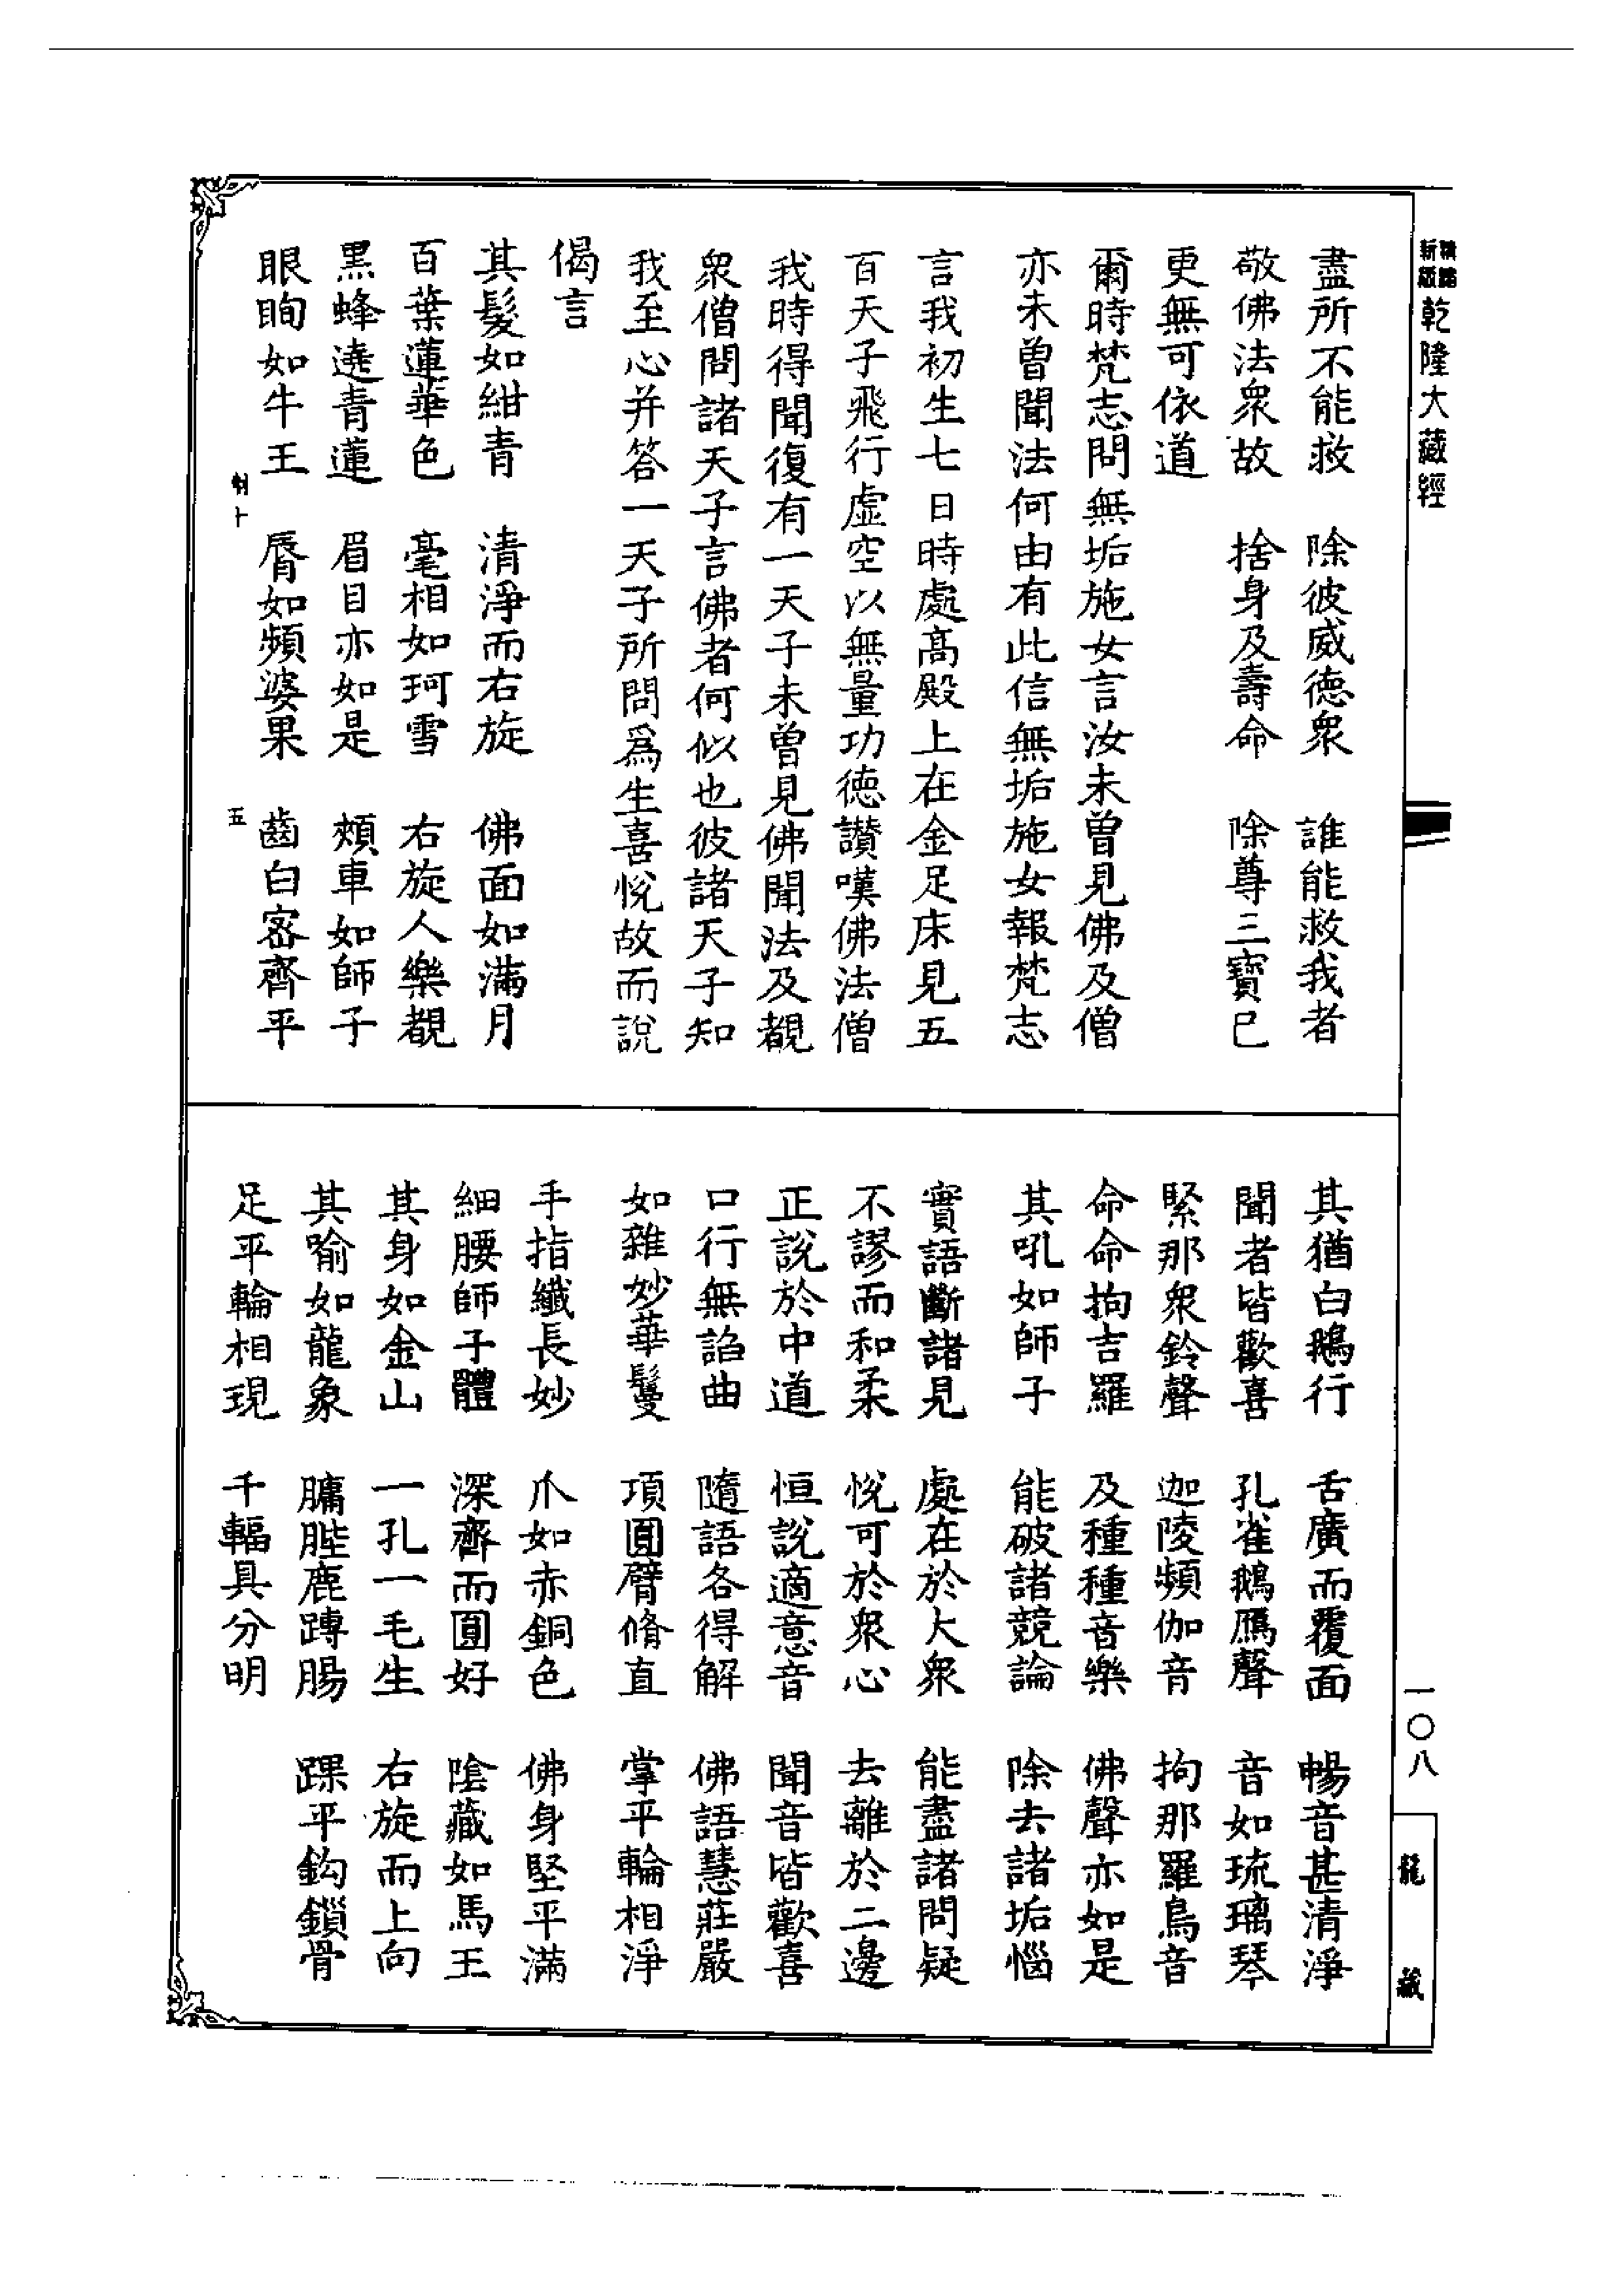 乾隆大藏經
盡所不能救　除彼威德衆　誰能救我者
敬佛法衆故　捨身及壽命　除尊三寶已
更無可依道
爾時梵志問無垢施女言汝未曾見佛及僧
亦未曾聞法何由有此信無垢施女報梵志
言我初生七日時處高殿上在金足床見五
百天子飛行虛空以無量功德讚嘆佛法僧
我時得聞復有一天子未曾見佛聞法及覩
衆僧問諸天子言佛者何似也彼諸天子知
我至心并答一天子所問爲生喜悅故而說
偈言
其髮如紺青　清淨而右旋　佛面如滿月
百葉蓮華色　毫相如珂雪　右旋人樂覩
黑蜂遶青蓮　眉目亦如是　頰車如師子
眼眴如牛王　脣如頻婆果　齒白密齊平
十
五
其猶白鵝行　舌廣而覆面　暢音甚清淨
聞者皆歡喜　孔雀鵝鴈聲　音如琉璃琴
緊那衆鈴聲　迦陵頻伽音　拘那羅鳥音
命命拘吉羅　及種種音樂　佛聲亦如是
其吼如師子　能破諸競論　除去諸垢惱
實語斷諸見　處在於大衆　能盡諸問疑
不謬而和柔　悅可於衆心　去離於二邊
正說於中道　恒說適意音　聞音皆歡喜
口行無諂曲　隨語各得解　佛語慧莊嚴
如雜妙華鬘　項圓臂脩直　掌平輪相淨
手指纖長妙　爪如赤銅色　佛身堅平滿
細腰師子體　深齊而圓好　陰藏如馬王
其身如金山　一孔一毛生　右旋而上向
其喻如龍象　𦟛䏶鹿蹲腸　踝平鈎鎖骨
足平輪相現　千輻具分明
一〇八
龍藏